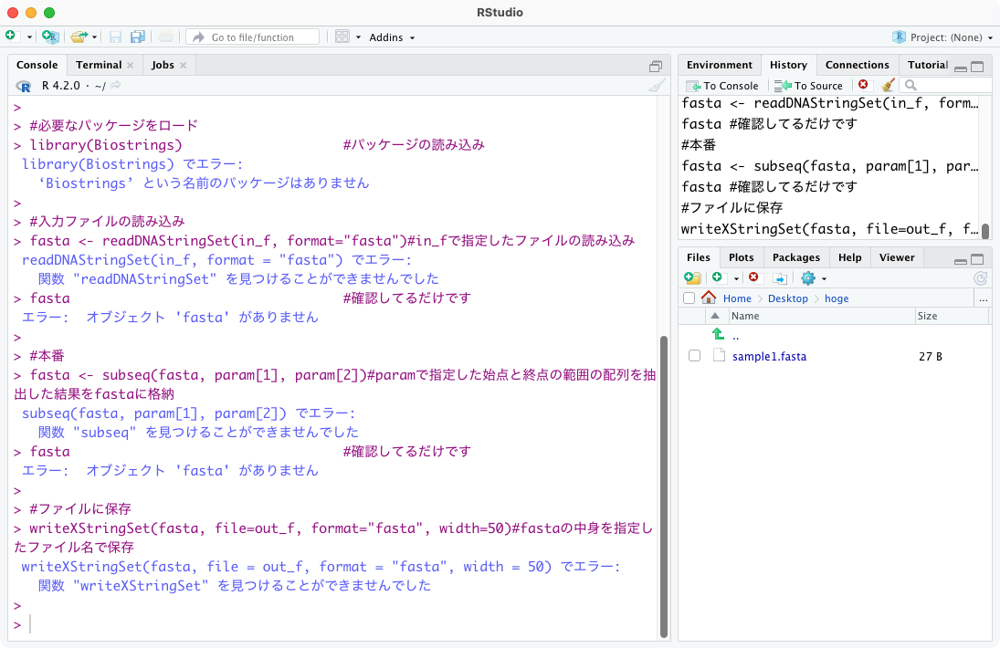 RStudio
Go to file/function
Addins
Project: (None)
Console
Terminal
Jobs
R 4.2.0 · ~/
>
> #必要なパッケージをロード
> library(Biostrings) #パッケージの読み込み
library(Biostrings) でエラー:
‘Biostrings’ という名前のパッケージはありません
>
> #入力ファイルの読み込み
> fasta <- readDNAStringSet(in_f, format="fasta")#in_fで指定したファイルの読み込み
readDNAStringSet(in_f, format = "fasta") でエラー:
関数 "readDNAStringSet" を見つけることができませんでした
> fasta #確認してるだけです
エラー: オブジェクト 'fasta' がありません
>
> #本番
> fasta <- subseq(fasta, param[1], param[2])#paramで指定した始点と終点の範囲の配列を抽
出した結果をfastaに格納
subseq(fasta, param[1], param[2]) でエラー:
関数 "subseq" を見つけることができませんでした
> fasta #確認してるだけです
エラー: オブジェクト 'fasta' がありません
>
> #ファイルに保存
> writeXStringSet(fasta, file=out_f, format="fasta", width=50)#fastaの中身を指定し
たファイル名で保存
writeXStringSet(fasta, file = out_f, format = "fasta", width = 50) でエラー:
関数 "writeXStringSet" を見つけることができませんでした
>
>
Environment
History
Connections
Tutorial
To Console
To Source
fasta <- readDNAStringSet(in_f, form…
fasta #確認してるだけです
#本番
fasta <- subseq(fasta, param[1], par…
fasta #確認してるだけです
#ファイルに保存
writeXStringSet(fasta, file=out_f, f…
Files
Plots
Packages
Help
Viewer
Home
Desktop
hoge
...
Name
Size
..
sample1.fasta
27 B